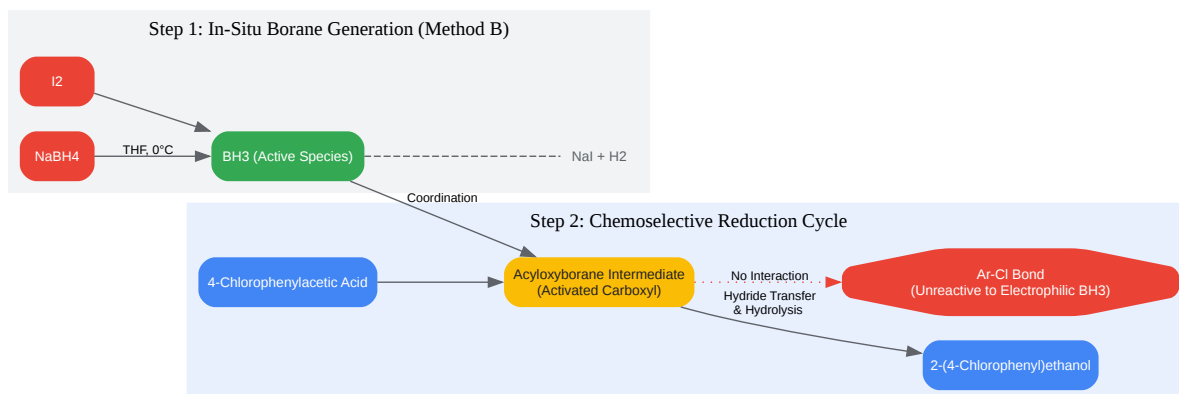 Step 1: In-Situ Borane Generation (Method B)
I2
NaBH4
THF, 0°C
BH3 (Active Species)
NaI + H2
Coordination
Step 2: Chemoselective Reduction Cycle
4-Chlorophenylacetic Acid
Acyloxyborane Intermediate
(Activated Carboxyl)
No Interaction
Ar-Cl Bond
(Unreactive to Electrophilic BH3)
Hydride Transfer
& Hydrolysis
2-(4-Chlorophenyl)ethanol